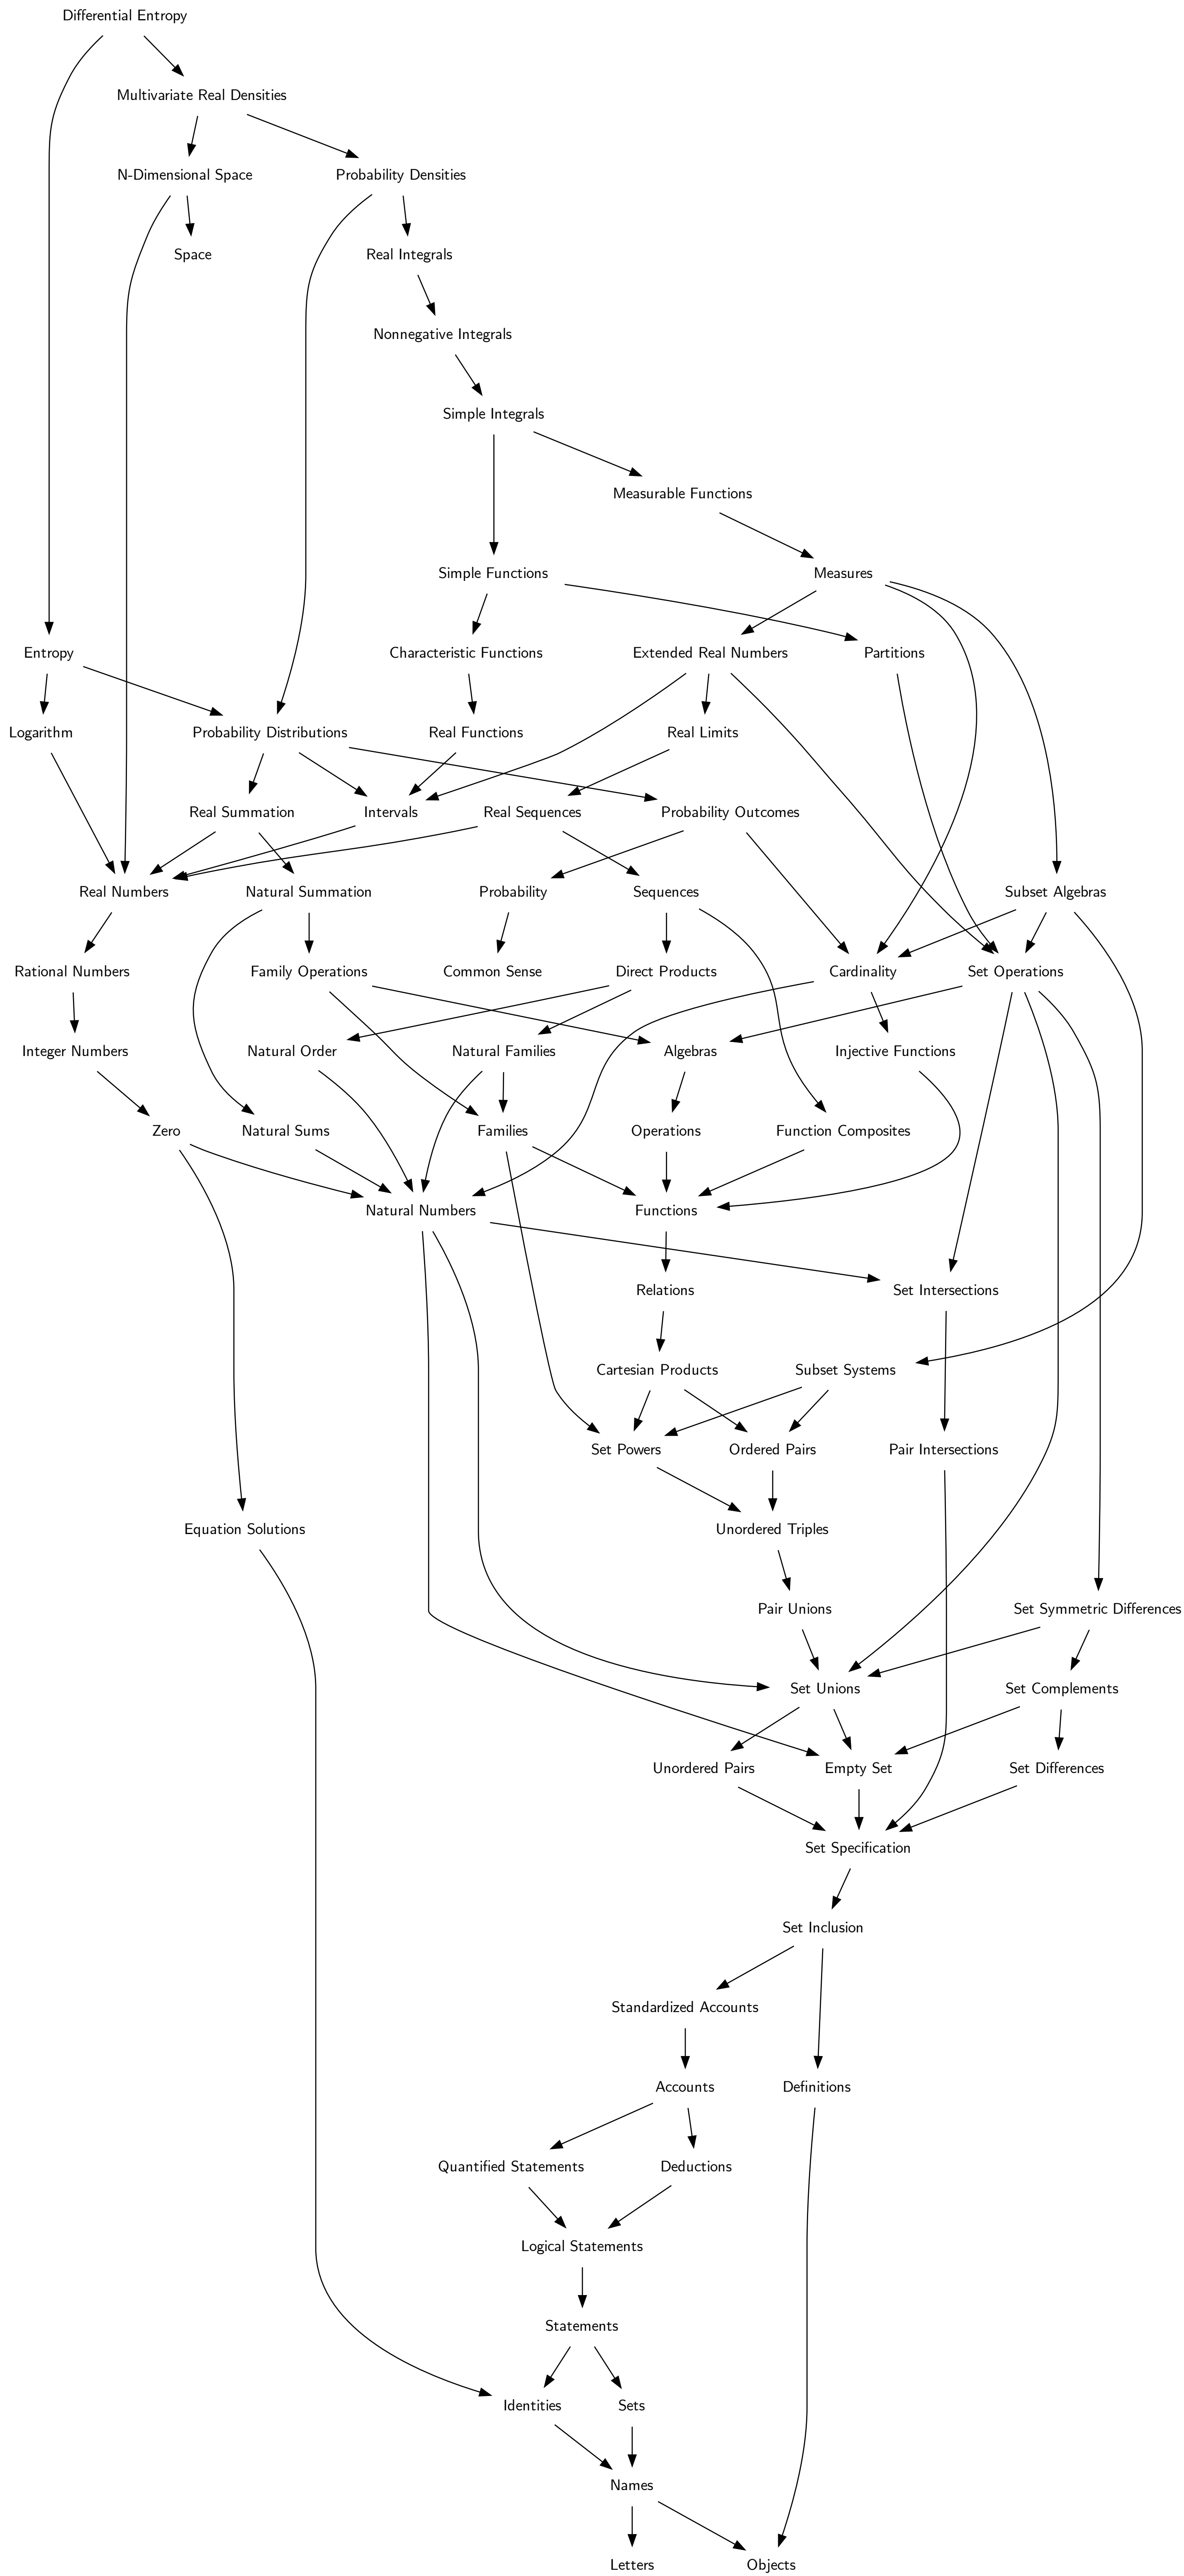 Differential Entropy
Multivariate Real Densities
N-Dimensional Space
Probability Densities
Space
Real Integrals
Nonnegative Integrals
Simple Integrals
Measurable Functions
Simple Functions
Measures
Entropy
Characteristic Functions
Extended Real Numbers
Partitions
Logarithm
Probability Distributions
Real Functions
Real Limits
Real Summation
Intervals
Real Sequences
Probability Outcomes
Real Numbers
Natural Summation
Probability
Sequences
Subset Algebras
Rational Numbers
Family Operations
Common Sense
Direct Products
Cardinality
Set Operations
Integer Numbers
Natural Order
Natural Families
Algebras
Injective Functions
Zero
Natural Sums
Families
Operations
Function Composites
Natural Numbers
Functions
Relations
Set Intersections
Cartesian Products
Subset Systems
Set Powers
Ordered Pairs
Pair Intersections
Equation Solutions
Unordered Triples
Pair Unions
Set Symmetric Differences
Set Unions
Set Complements
Unordered Pairs
Empty Set
Set Differences
Set Specification
Set Inclusion
Standardized Accounts
Accounts
Definitions
Quantified Statements
Deductions
Logical Statements
Statements
Identities
Sets
Names
Letters
Objects